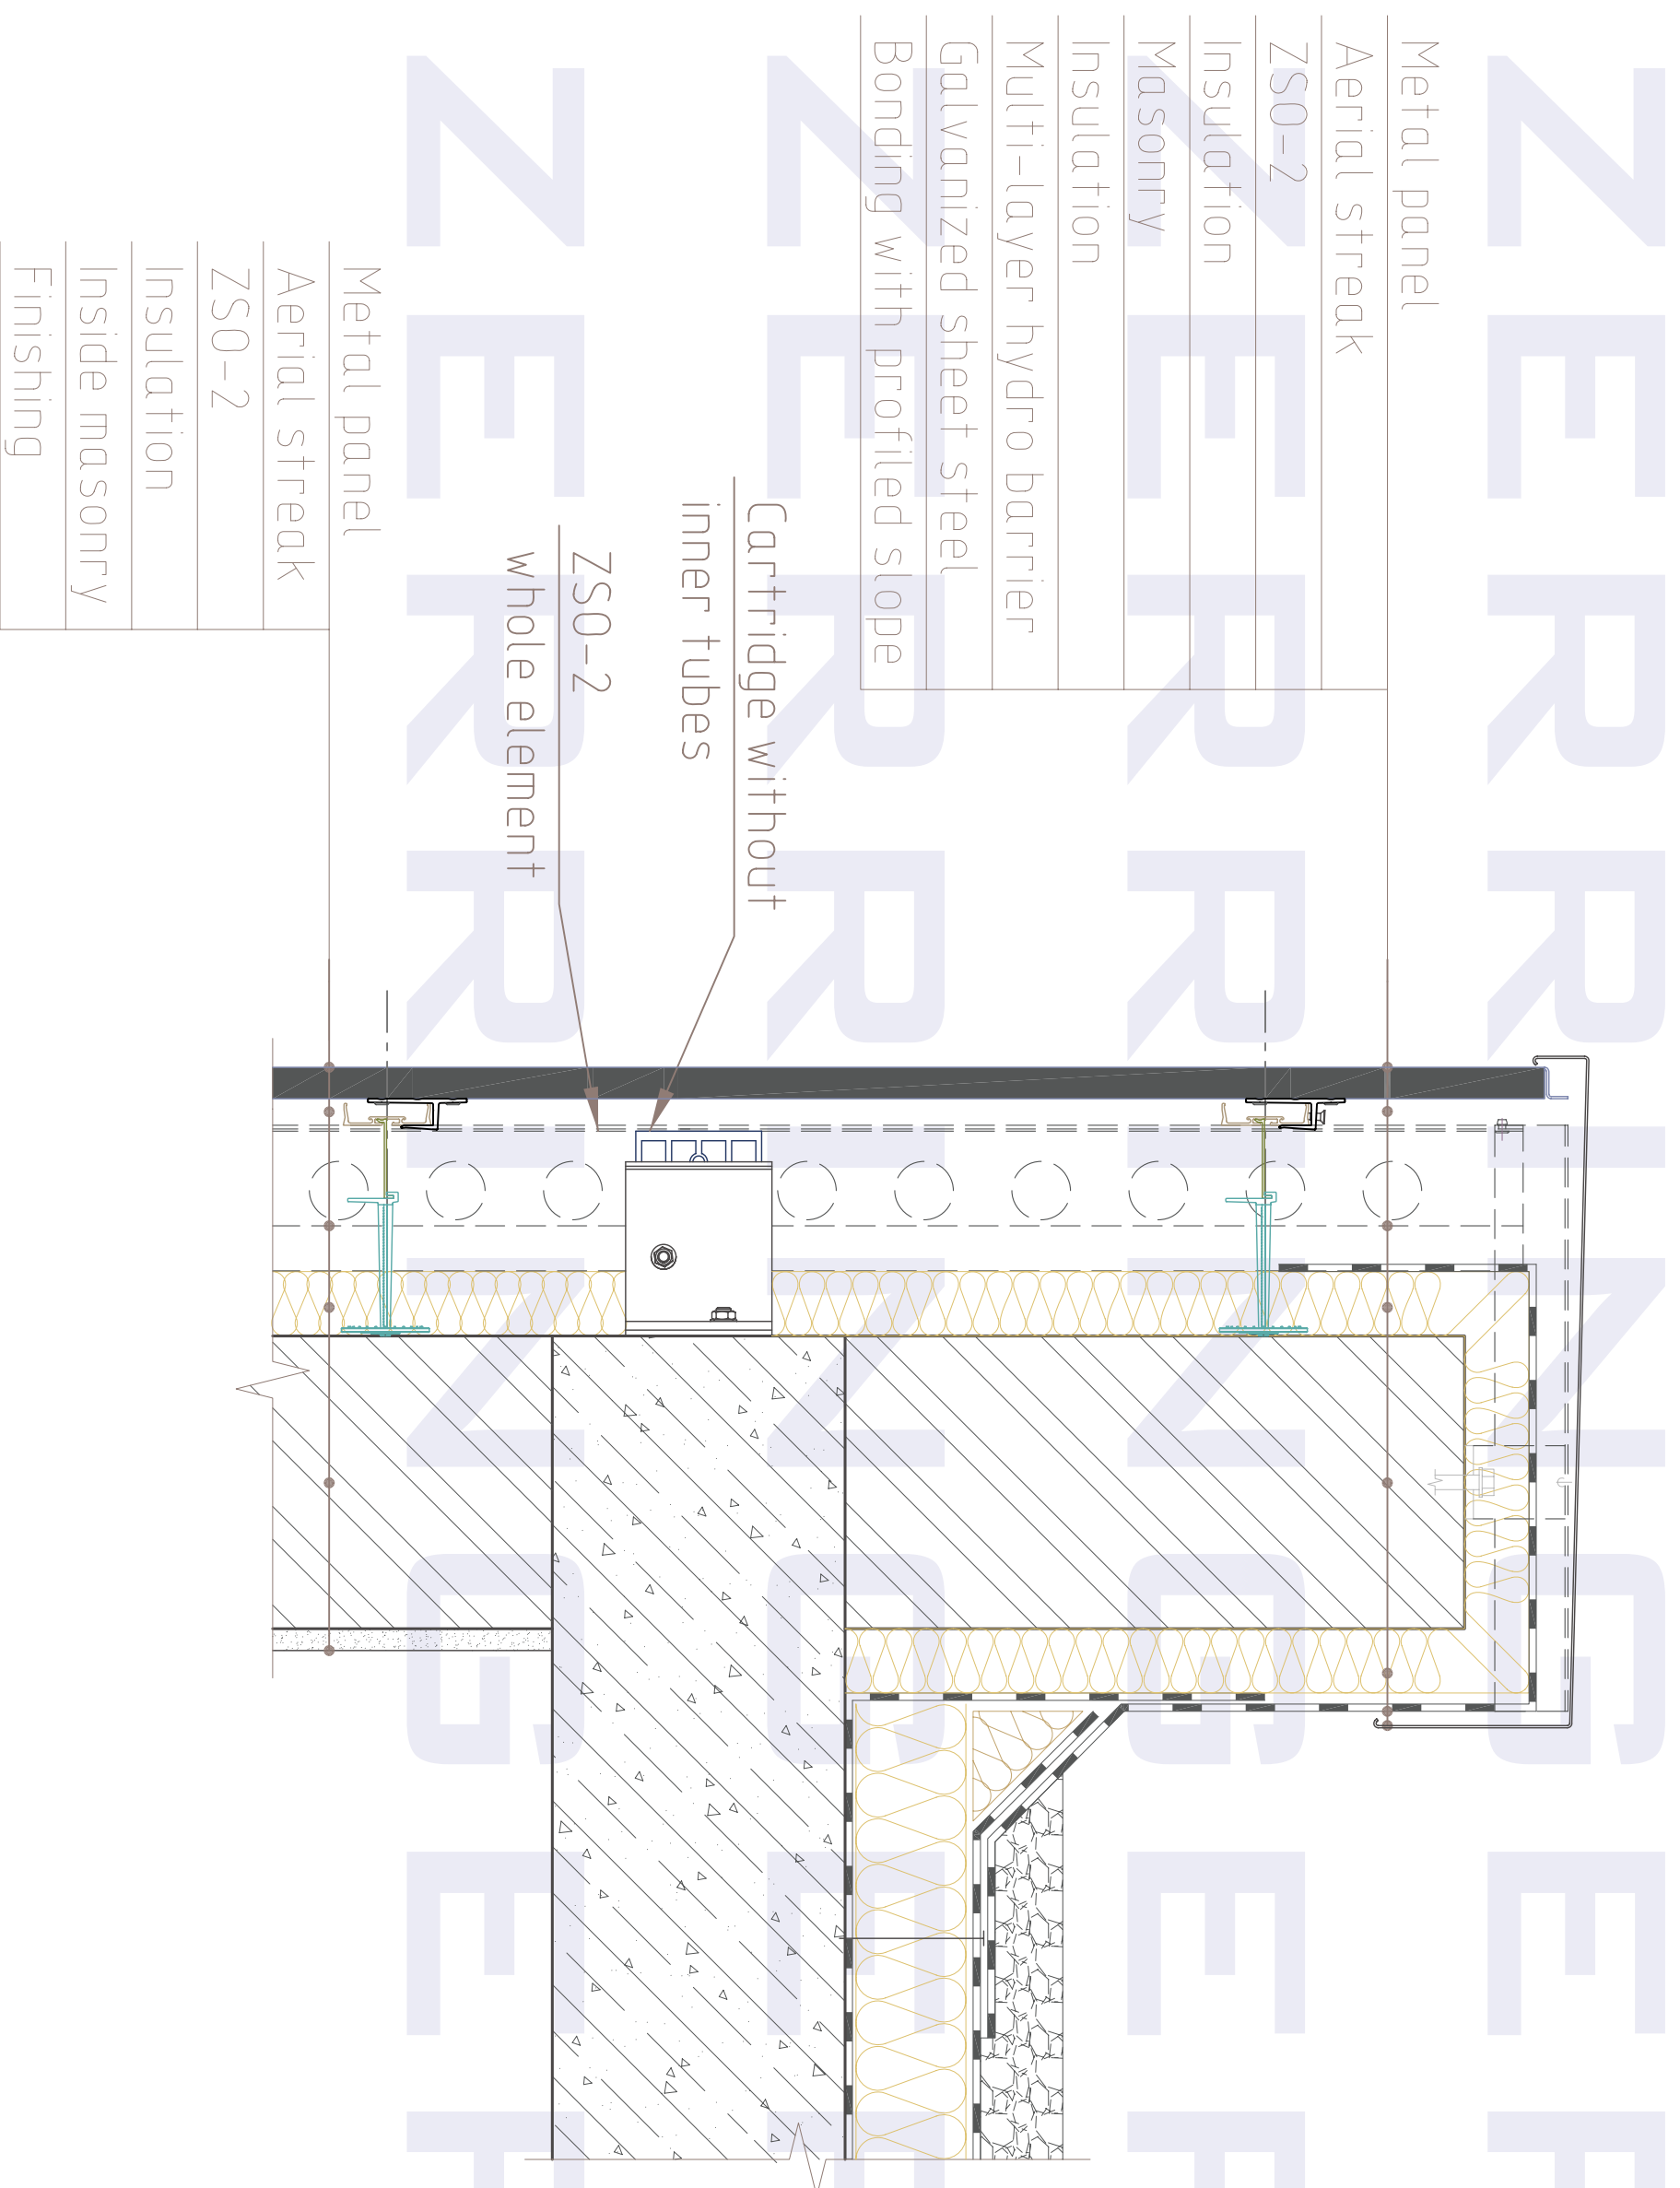 Metal panel
Aerial streak
ZSO-2
Insulation
Masonry
Insulation
Multi-layer hydro barrier
Galvanized sheet steel
Bonding with profiled slope
Cartridge without
inner tubes
ZSO-2
whole element
Metal panel
Aerial streak
ZSO-2
Insulation
Inside masonry
Finishing